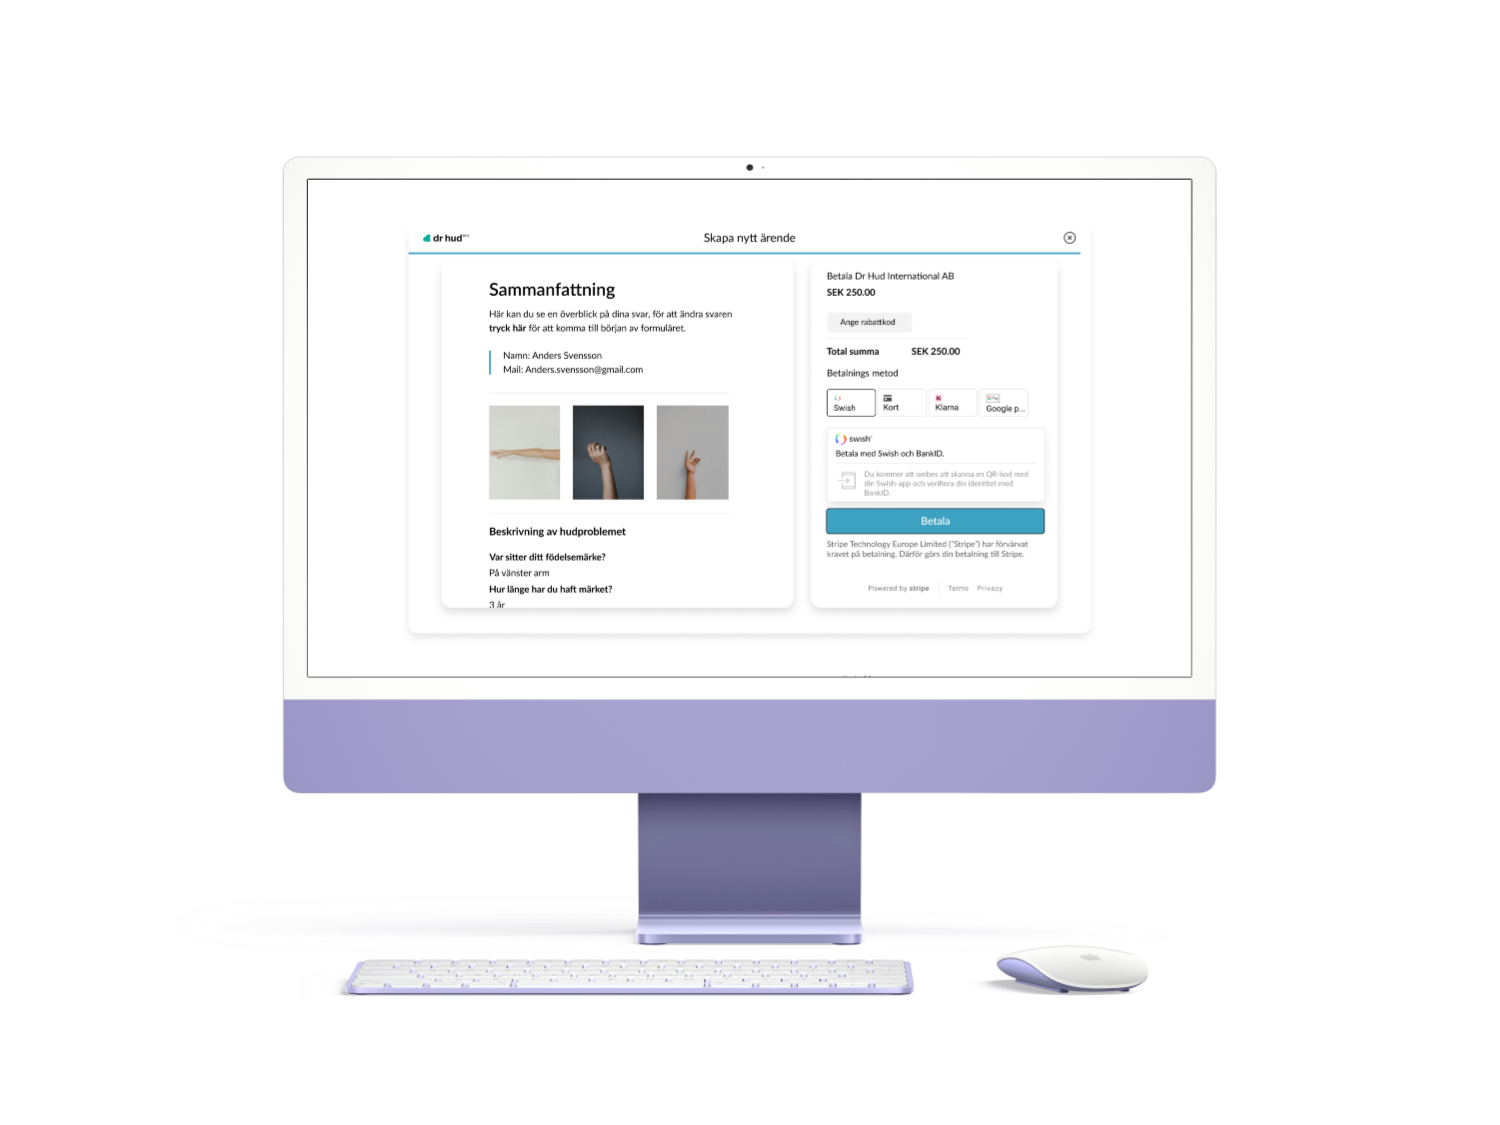 dr hud
Skapa nytt ärende
Sammanfattning
Här kan du se en överblick på dina svar, för att ändra svaren
tryck här för att komma till början av formuläret.
Namn: Anders Svensson
Mail: Anders.svensson@gmail.com
Beskrivning av hudproblemet
Var sitter ditt födelsemärke?
På vänster arm
Hur länge har du haft märket?
3 år
Betala Dr Hud International AB
SEK 250.00
Ange rabattkod
Total summa SEK 250.00
Betalnings metod
Swish Kort Klarna Google p...
swish
Betala med Swish och BankID.
Du kommer att ombes att skanna en QR-kod med
din Swish-app och verifiera din identitet med
BankID.
Betala
Stripe Technology Europe Limited ("Stripe") har förvärvat
kravet på betalning. Därför görs din betalning till Stripe.
Powered by stripe Terms Privacy